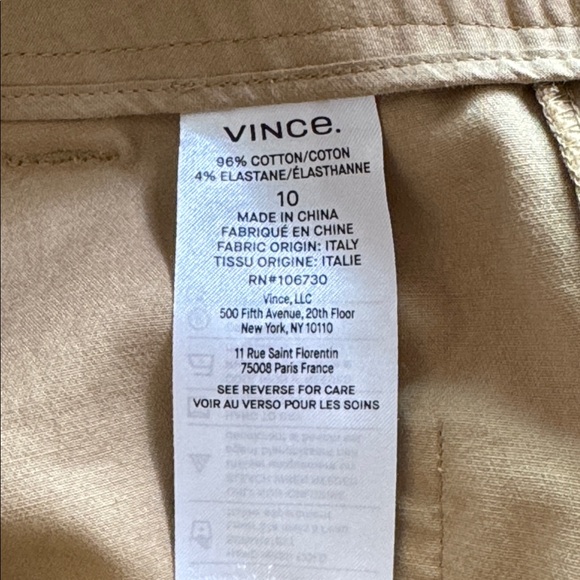 VINCe.
96% COTTON/COTON
4% ELASTANE/ÉLASTHANNE
10
MADE IN CHINA
FABRIQUÉ EN CHINE
FABRIC ORIGIN: ITALY
TISSU ORIGINE: ITALIE
RN#106730
Vince, LLC
500 Fifth Avenue, 20th Floor
New York, NY 10110
11 Rue Saint Florentin
75008 Paris France
SEE REVERSE FOR CARE
VOIR AU VERSO POUR LES SOINS